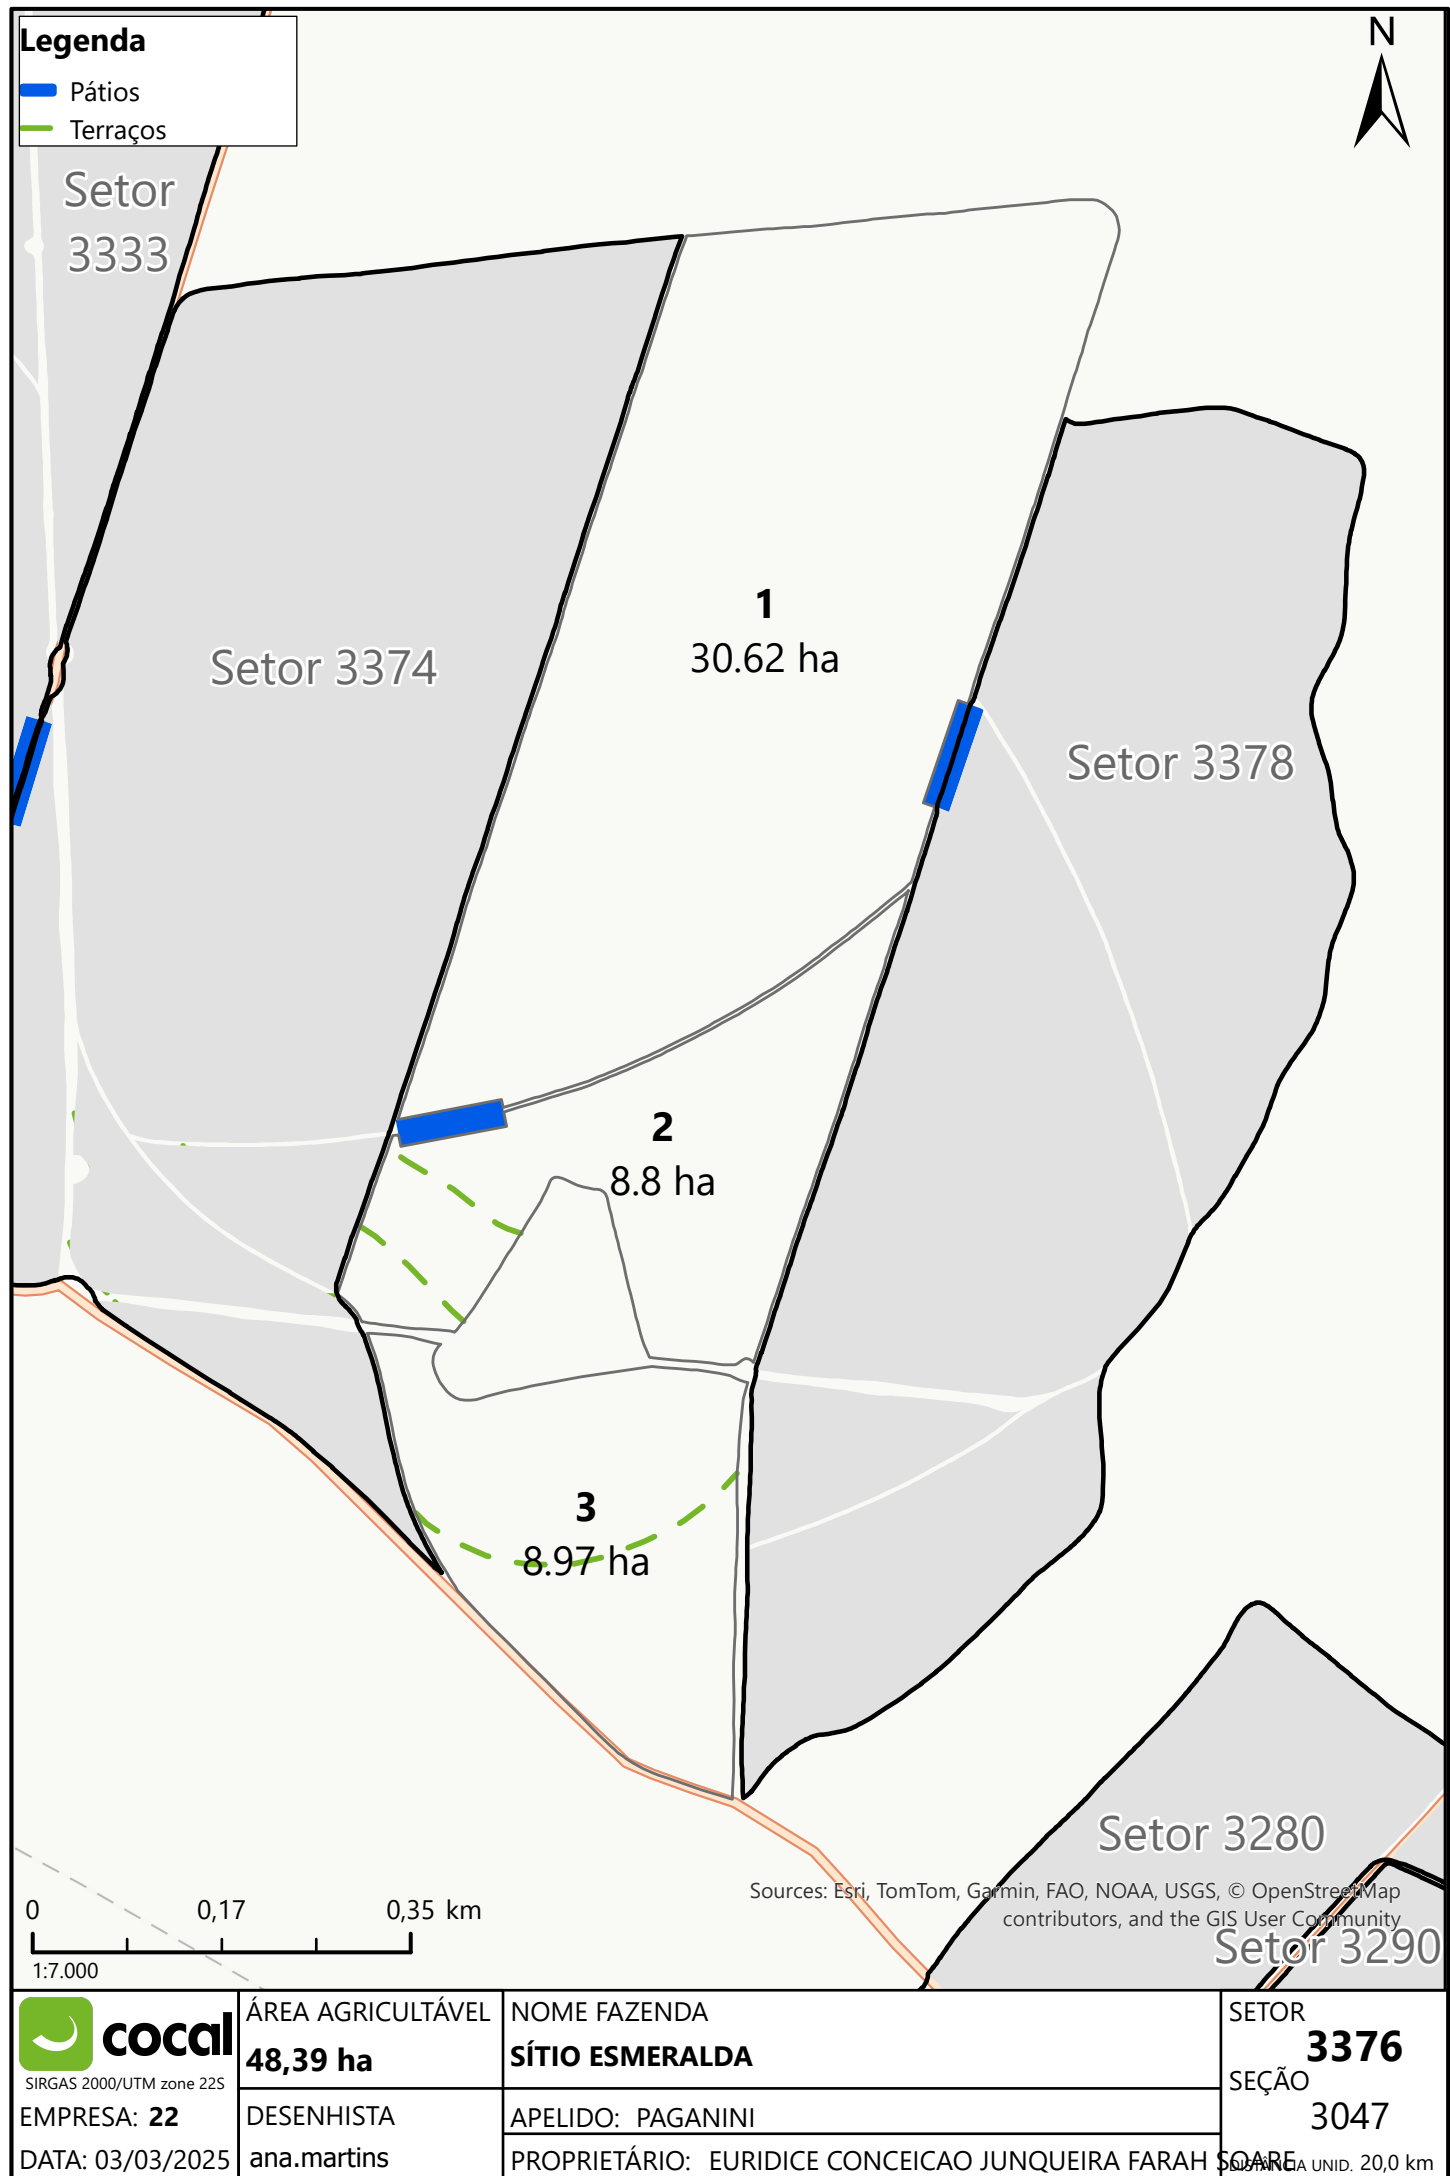 Legenda
Pátios
Terraços
N
Setor
3333
1
30.62 ha
Setor 3374
Setor 3378
2
8.8 ha
3
8.97 ha
Setor 3280
Sources: Esri, TomTom, Garmin, FAO, NOAA, USGS, © OpenStreetMap
contributors, and the GIS User Community
Setor 3290
0 0,17 0,35 km
1:7.000
cocal
SIRGAS 2000/UTM zone 22S
EMPRESA: 22
DATA: 03/03/2025
ÁREA AGRICULTÁVEL
48,39 ha
DESENHISTA
ana.martins
NOME FAZENDA
SÍTIO ESMERALDA
APELIDO: PAGANINI
PROPRIETÁRIO: EURIDICE CONCEICAO JUNQUEIRA FARAH SOARE
SETOR
3376
SEÇÃO
3047
DISTÂNCIA UNID. 20,0 km